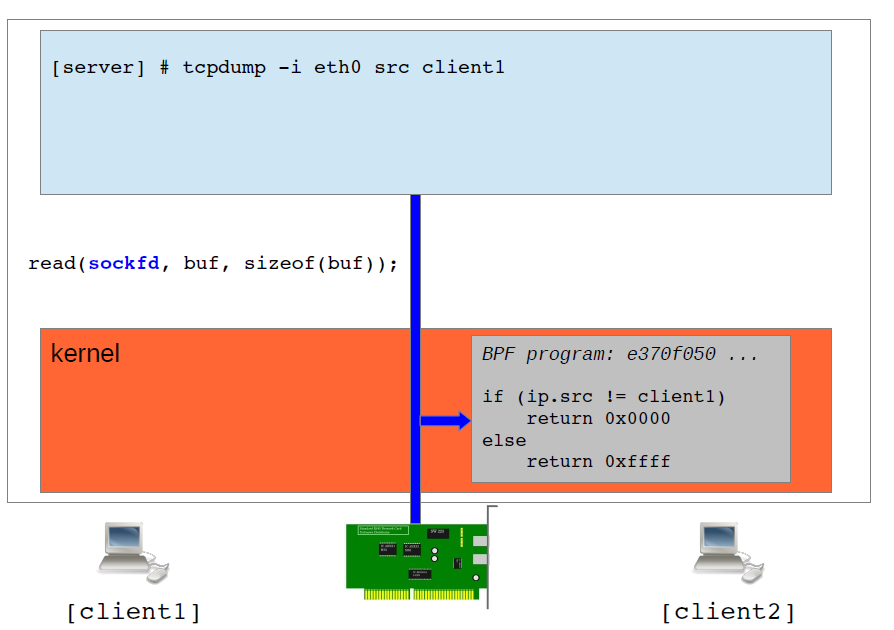 [server] # tcpdump -i eth0 src client1
read(sockfd, buf, sizeof(buf));
kernel
BPF program: e370f050 ...
if (ip.src != client1)
return 0x0000
else
return 0xffff
[client1]
[client2]